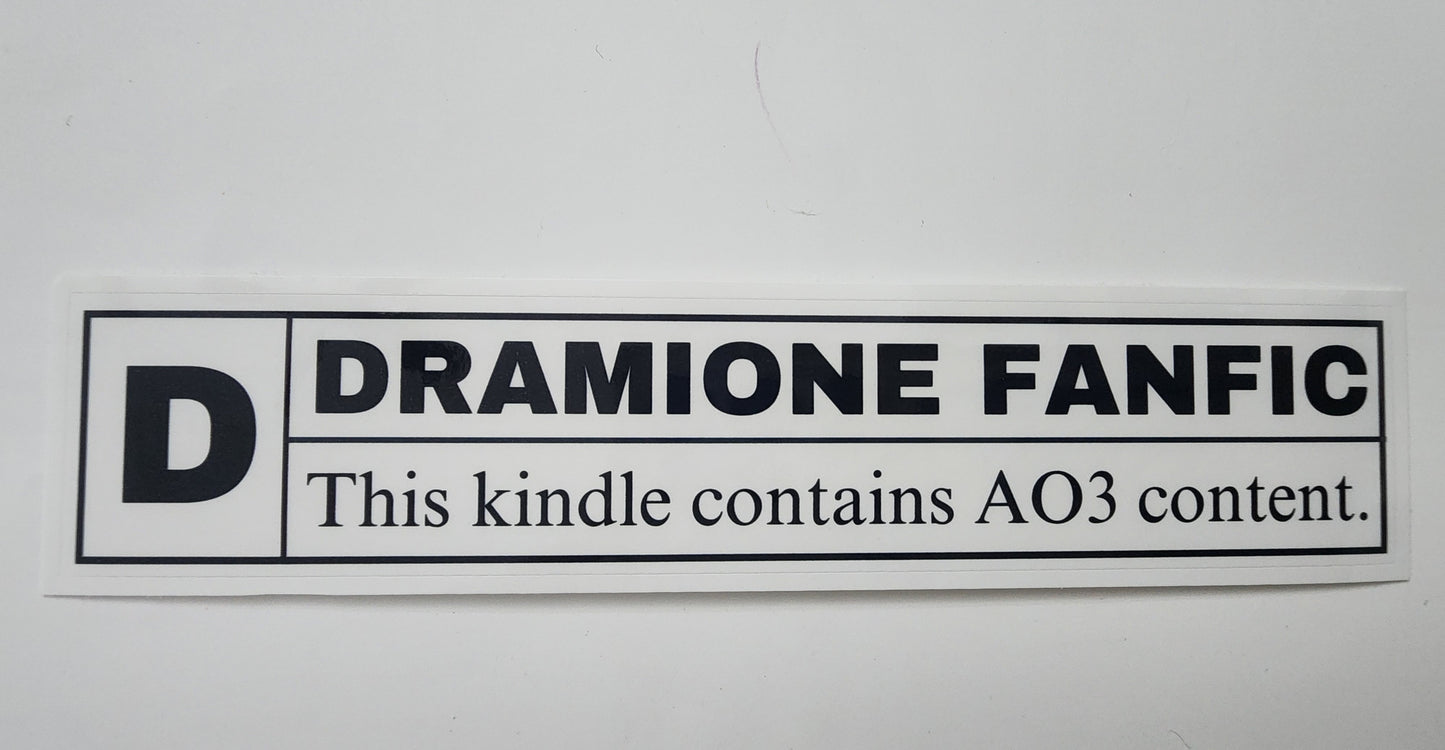 D
DRAMIONE FANFIC
This kindle contains AO3 content.